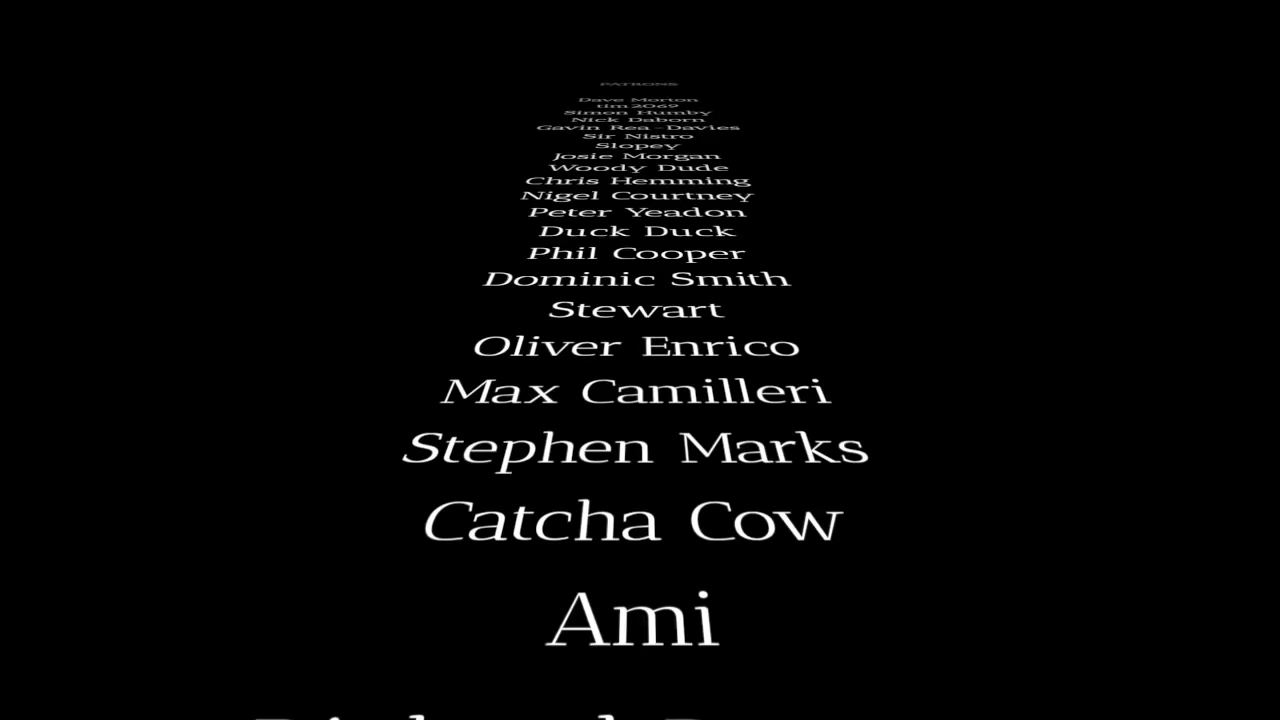 PATRONS
Dave Morton
tim2069
Simon Humby
Nick Daborn
Gavin Rea-Davies
Sir Nistro
Slopey
Josie Morgan
Woody Dude
Chris Hemming
Nigel Courtney
Peter Yeadon
Duck Duck
Phil Cooper
Dominic Smith
Stewart
Oliver Enrico
Max Camilleri
Stephen Marks
Catcha Cow
Ami